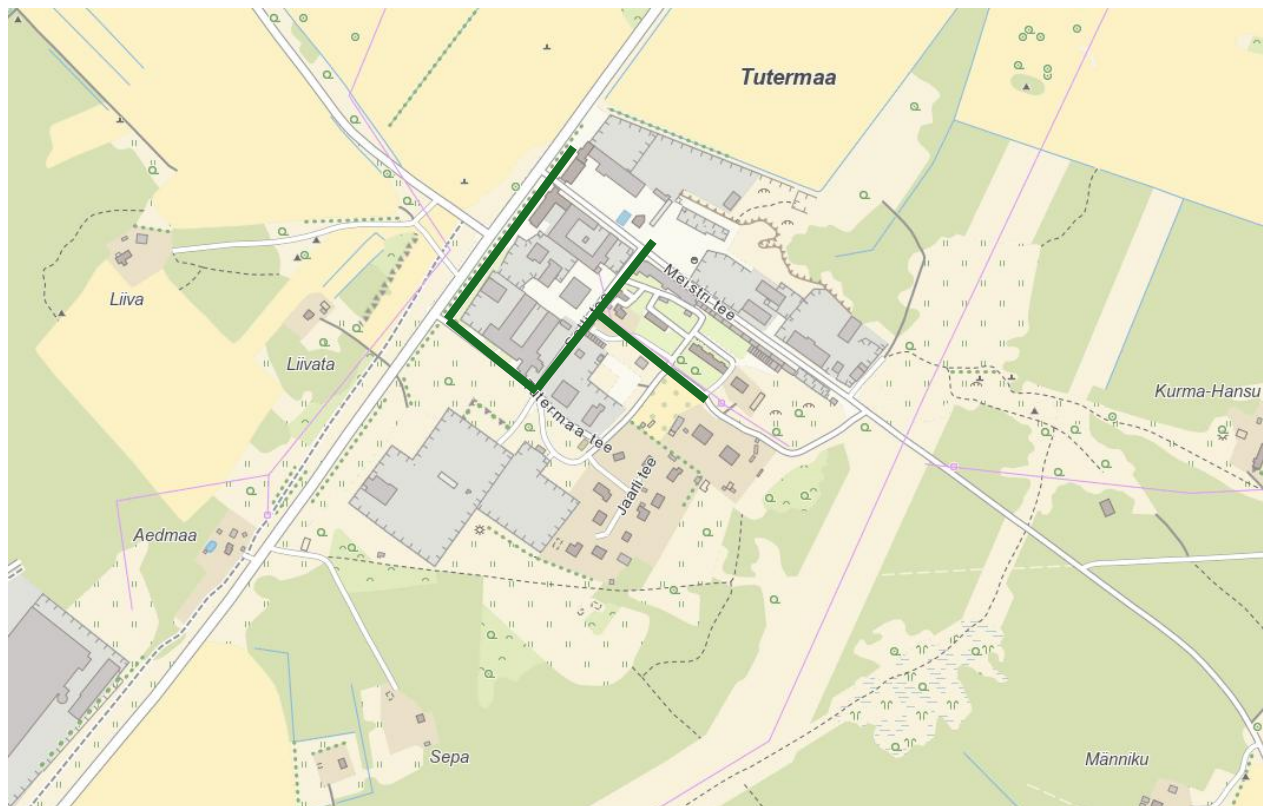 Tutermaa
Meistri tee
Liiva
Liivata
Kurma-Hansu
Tutermaa tee
Jaarli tee
Aedmaa
Sepa
Männiku